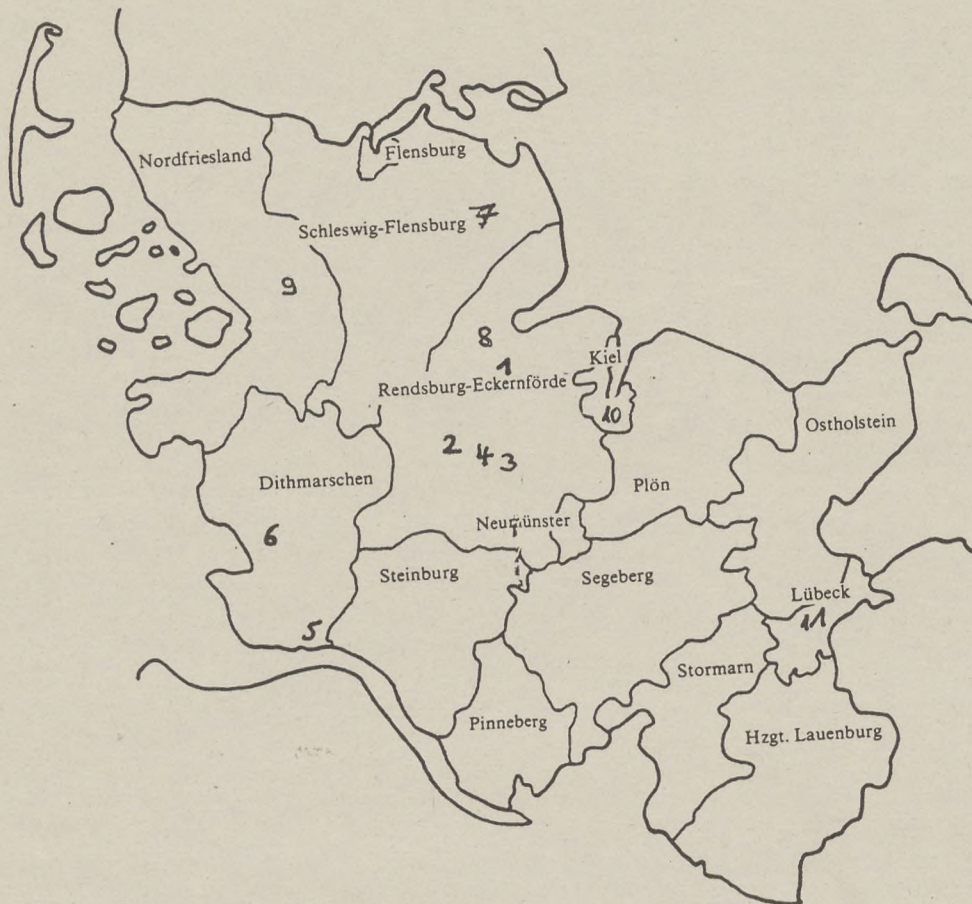 Nordfriesland
Flensburg
Schleswig-Flensburg 7
9
8
1
Kiel
Rendsburg-Eckernförde
10
Ostholstein
2 4 3
Dithmarschen
Plön
Neumünster
6
Steinburg
Segeberg
Lübeck
11
5
Stormarn
Pinneberg
Hzgt. Lauenburg